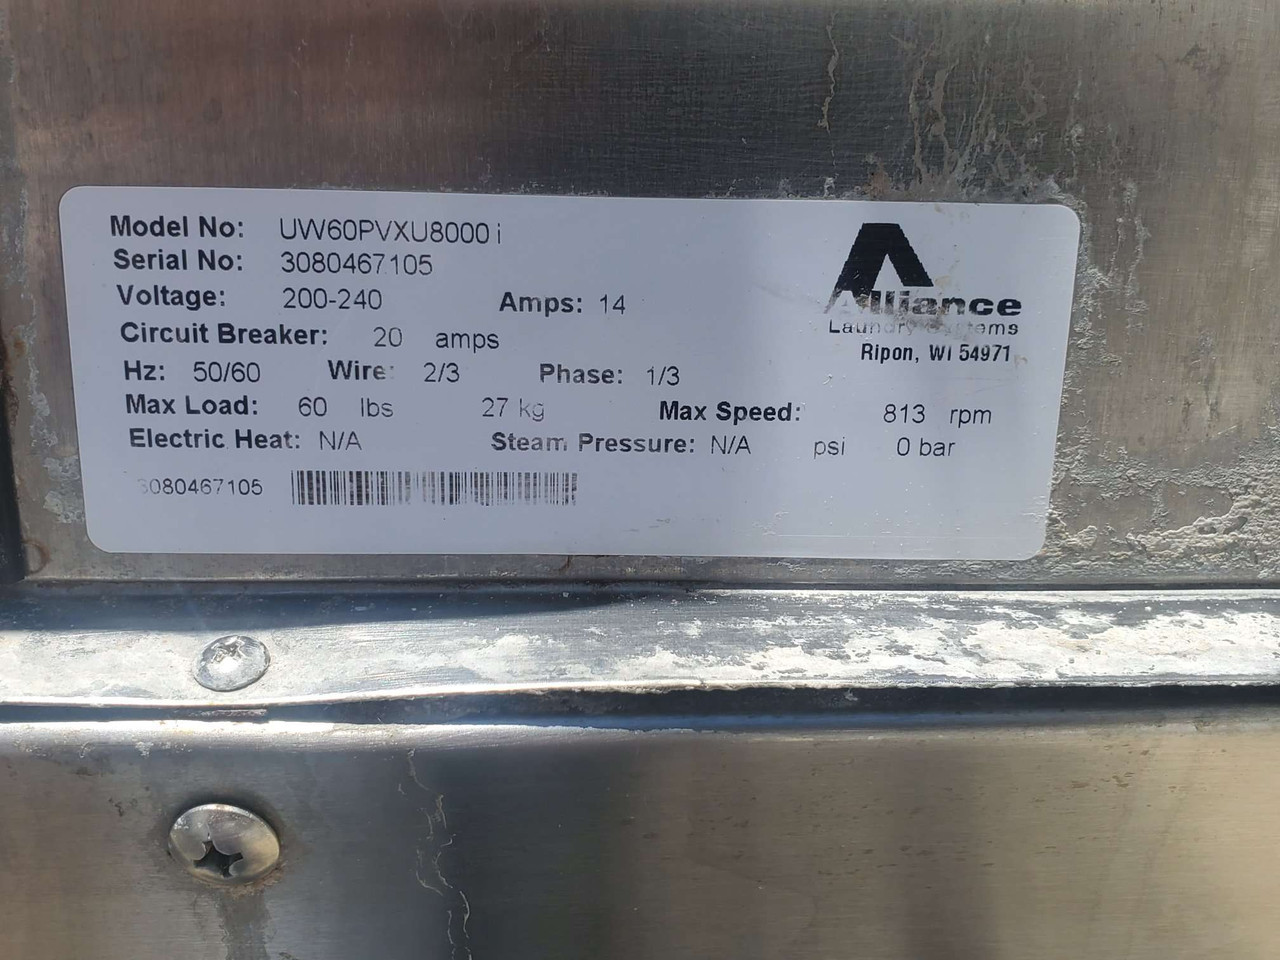 Model No: UW60PVXU8000 i
Serial No: 3080467105
Voltage: 200-240 Amps: 14
Circuit Breaker: 20 amps
Hz: 50/60 Wire: 2/3 Phase: 1/3
Max Load: 60 lbs 27 kg Max Speed: 813 rpm
Electric Heat: N/A Steam Pressure: N/A psi 0 bar
3080467105
Alliance
Laundry Systems
Ripon, WI 54971